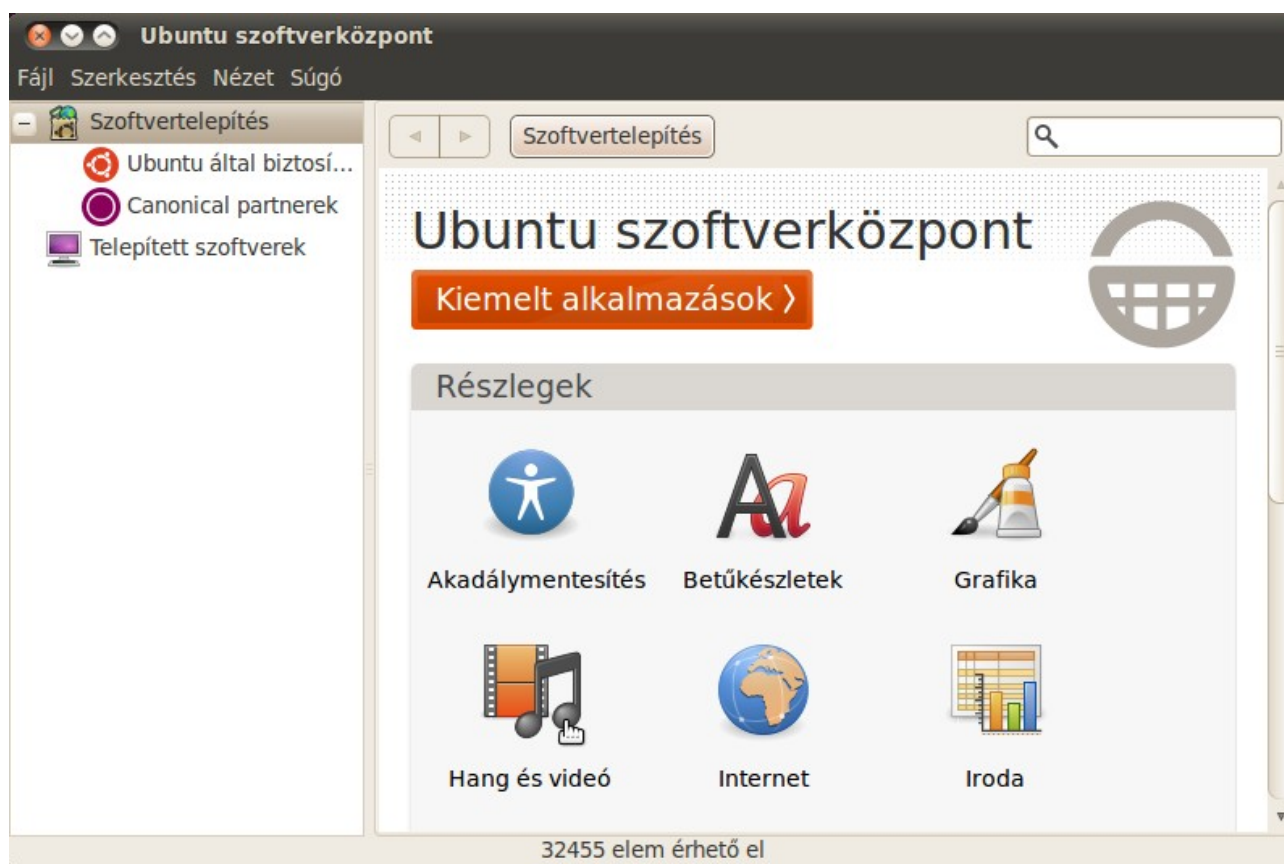 Ubuntu szoftverközpont
Fájl Szerkesztés Nézet Súgó
Szoftvertelepítés
Ubuntu által biztosí...
Canonical partnerek
Telepített szoftverek
Szoftvertelepítés
Ubuntu szoftverközpont
Kiemelt alkalmazások
Részlegek
Akadálymentesítés Betűkészletek Grafika
Hang és videó Internet Iroda
32455 elem érhető el